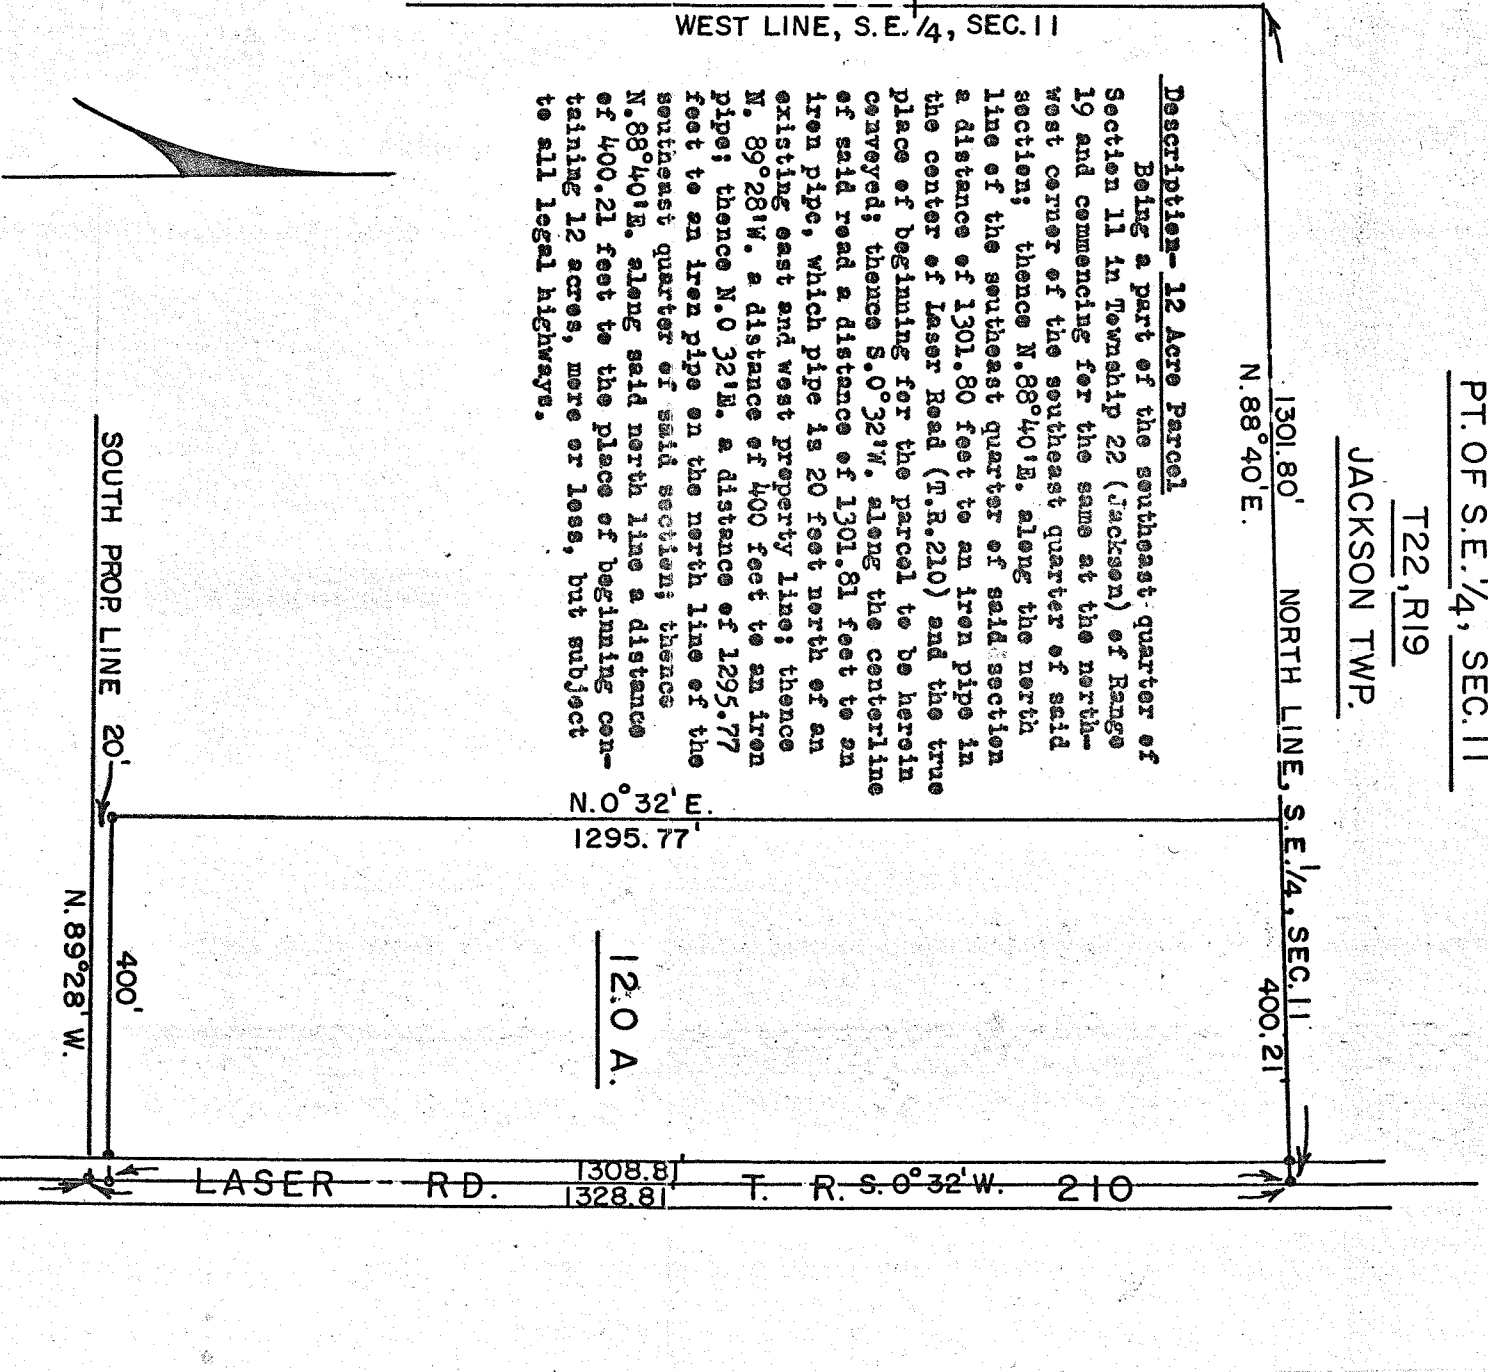 PT. OF S.E. 1/4, SEC. 11
T22, R19
JACKSON TWP.
1301.80' NORTH LINE, S.E. 1/4, SEC. 11 400.21'
N. 88°40' E.
WEST LINE, S.E. 1/4, SEC. 11
Description- 12 Acre Parcel
Being a part of the southeast quarter of
Section 11 in Township 22 (Jackson) of Range
19 and commencing for the same at the north-
west corner of the southeast quarter of said
section; thence N.88°40'E. along the north
line of the southeast quarter of said section
a distance of 1301.80 feet to an iron pipe in
the center of Laser Road (T.R.210) and the true
place of beginning for the parcel to be herein
conveyed; thence S.0°32'W. along the centerline
of said road a distance of 1301.81 feet to an
iron pipe, which pipe is 20 feet north of an
existing east and west property line; thence
N. 89°28'W. a distance of 400 feet to an iron
pipe; thence N.0 32'E. a distance of 1295.77
feet to an iron pipe on the north line of the
southeast quarter of said section; thence
N.88°40'E. along said north line a distance
of 400.21 feet to the place of beginning con-
taining 12 acres, more or less, but subject
to all legal highways.
N. 0° 32' E.
1295.77'
12.0 A.
SOUTH PROP. LINE 20'
400'
N. 89°28' W.
LASER RD. 1308.81' T. R. S. 0°32' W. 210
1328.81'